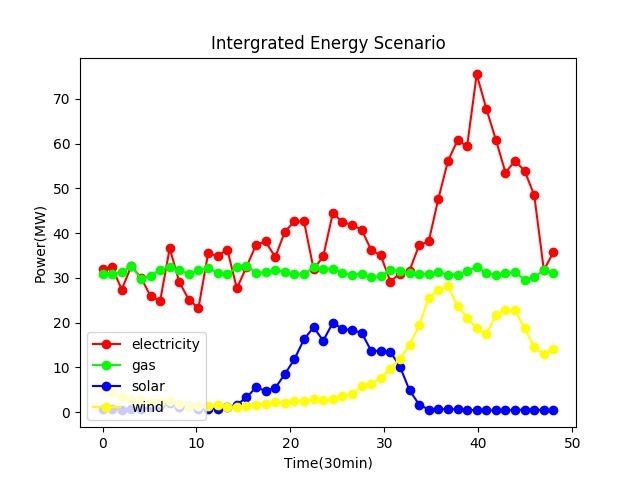 Intergrated Energy Scenario
Power(MW)
70
60
50
40
30
20
10
0
electricity
gas
solar
wind
0 10 20 30 40 50
Time(30min)